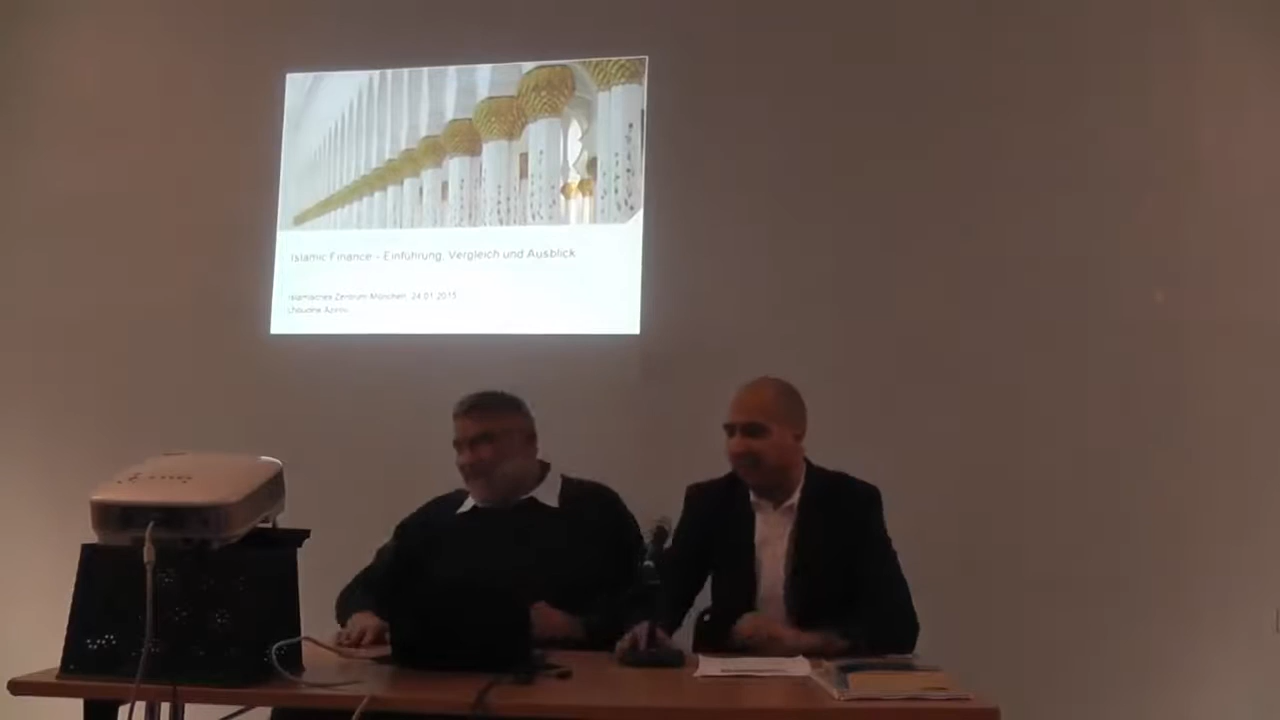 Islamic Finance - Einführung, Vergleich und Ausblick
Islamisches Zentrum München, 24.01.2015